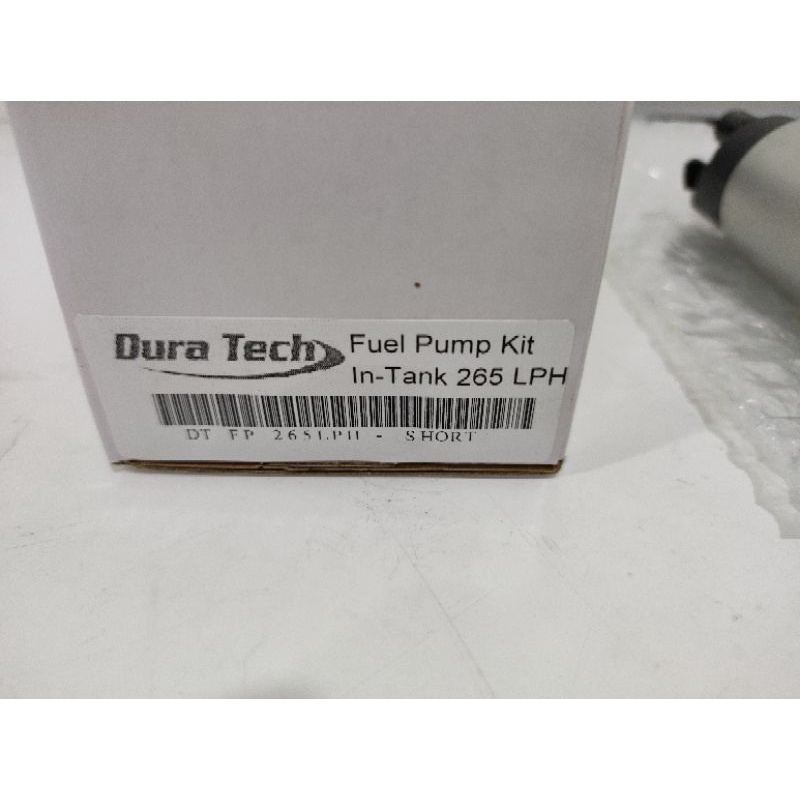 Dura Tech
Fuel Pump Kit
In-Tank 265 LPH
DT FP 265LPH - SHORT